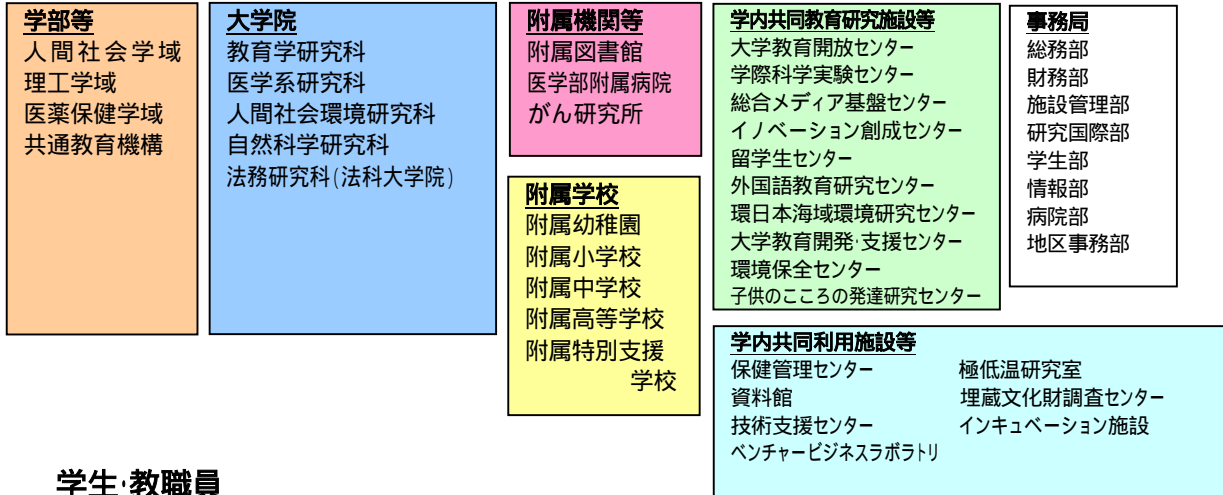 学部等
人間社会学域
理工学域
医薬保健学域
共通教育機構
大学院
教育学研究科
医学系研究科
人間社会環境研究科
自然科学研究科
法務研究科(法科大学院)
附属機関等
附属図書館
医学部附属病院
がん研究所
附属学校
附属幼稚園
附属小学校
附属中学校
附属高等学校
附属特別支援
学校
学内共同教育研究施設等
大学教育開放センター
学際科学実験センター
総合メディア基盤センター
イノベーション創成センター
留学生センター
外国語教育研究センター
環日本海域環境研究センター
大学教育開発・支援センター
環境保全センター
子供のこころの発達研究センター
事務局
総務部
財務部
施設管理部
研究国際部
学生部
情報部
病院部
地区事務部
学内共同利用施設等
保健管理センター 極低温研究室
資料館 埋蔵文化財調査センター
技術支援センター インキュベーション施設
ベンチャービジネスラボラトリ
学生・教職員